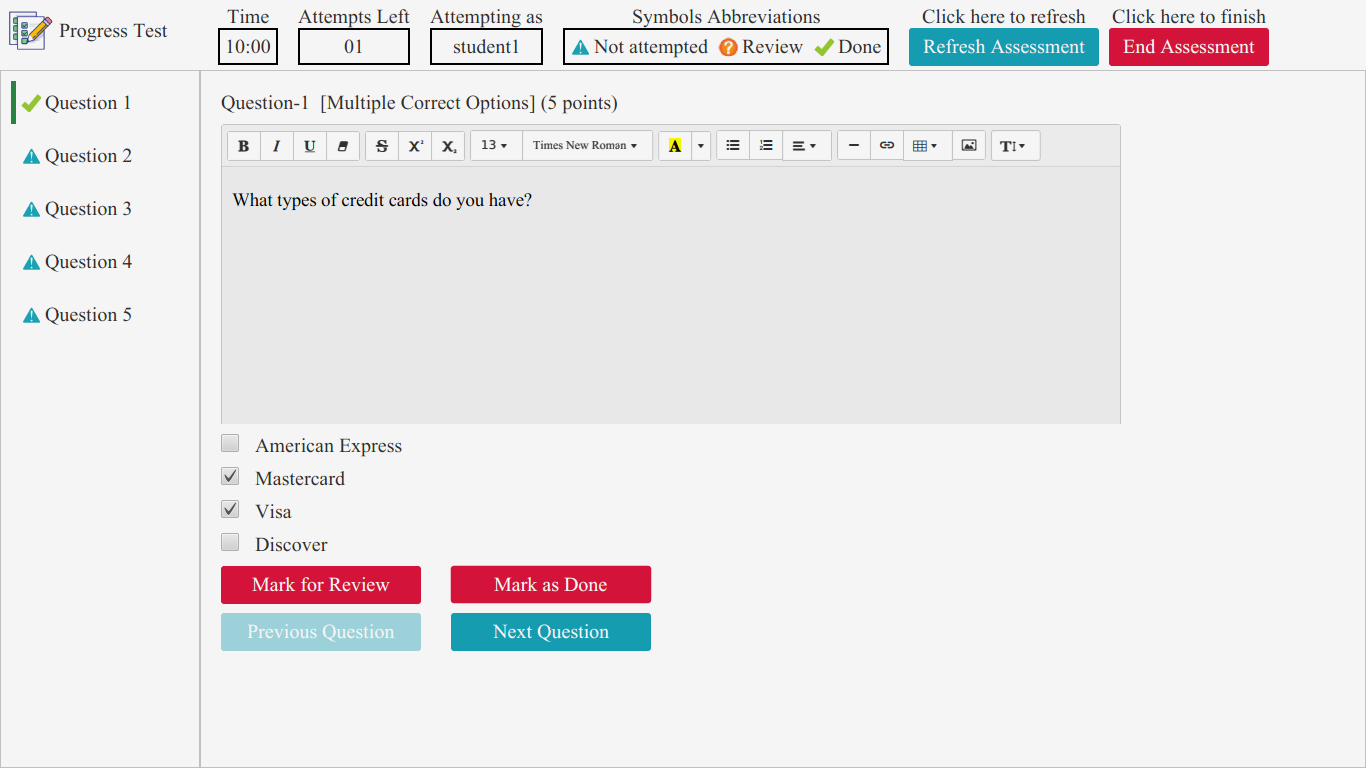 Progress Test
Time
10:00
Attempts Left
01
Attempting as
student1
Symbols Abbreviations
Not attempted Review Done
Click here to refresh
Refresh Assessment
Click here to finish
End Assessment
Question 1
Question 2
Question 3
Question 4
Question 5
Question-1 [Multiple Correct Options] (5 points)
B I U S X² X₂ 13 Times New Roman A TI
What types of credit cards do you have?
American Express
Mastercard
Visa
Discover
Mark for Review
Mark as Done
Previous Question
Next Question